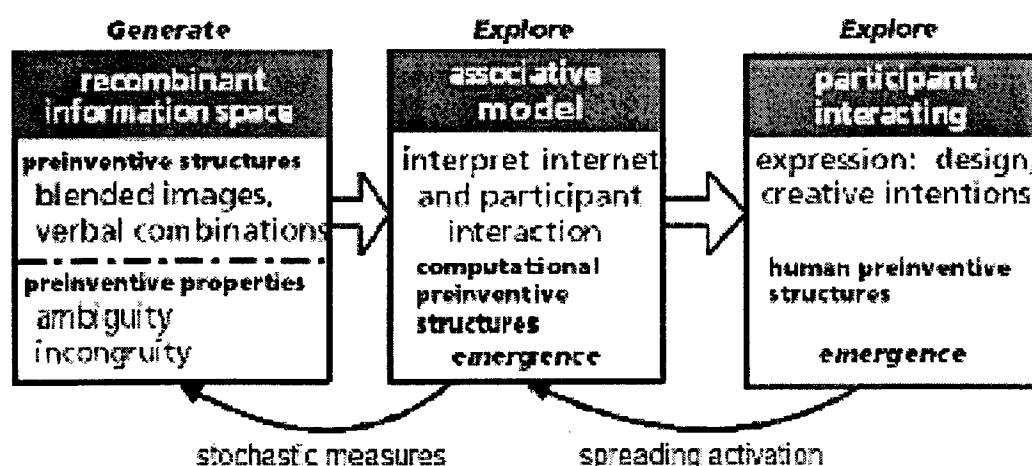 Generate
recombinant
information space
preinventive structures
blended images,
verbal combinations
preinventive properties
ambiguity
incongruity
Explore
associative
model
interpret internet
and participant
interaction
computational
preinventive
structures
emergence
Explore
participant
interacting
expression: design,
creative intentions
human preinventive
structures
emergence
stochastic measures
spreading activation